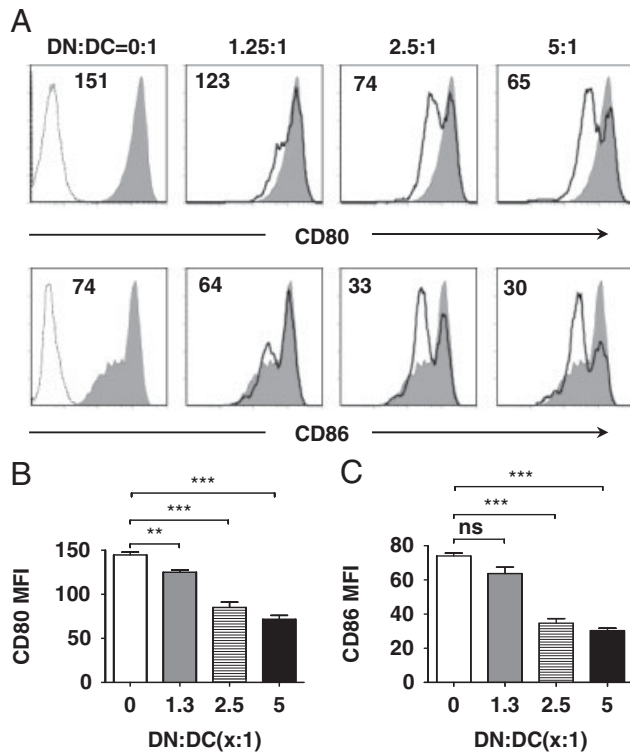 A
DN:DC=0:1 1.25:1 2.5:1 5:1
151 123 74 65
CD80
74 64 33 30
CD86
B
***
***
**
150
100
50
0
CD80 MFI
0 1.3 2.5 5
DN:DC(x:1)
C
***
***
ns
80
60
40
20
0
CD86 MFI
0 1.3 2.5 5
DN:DC(x:1)